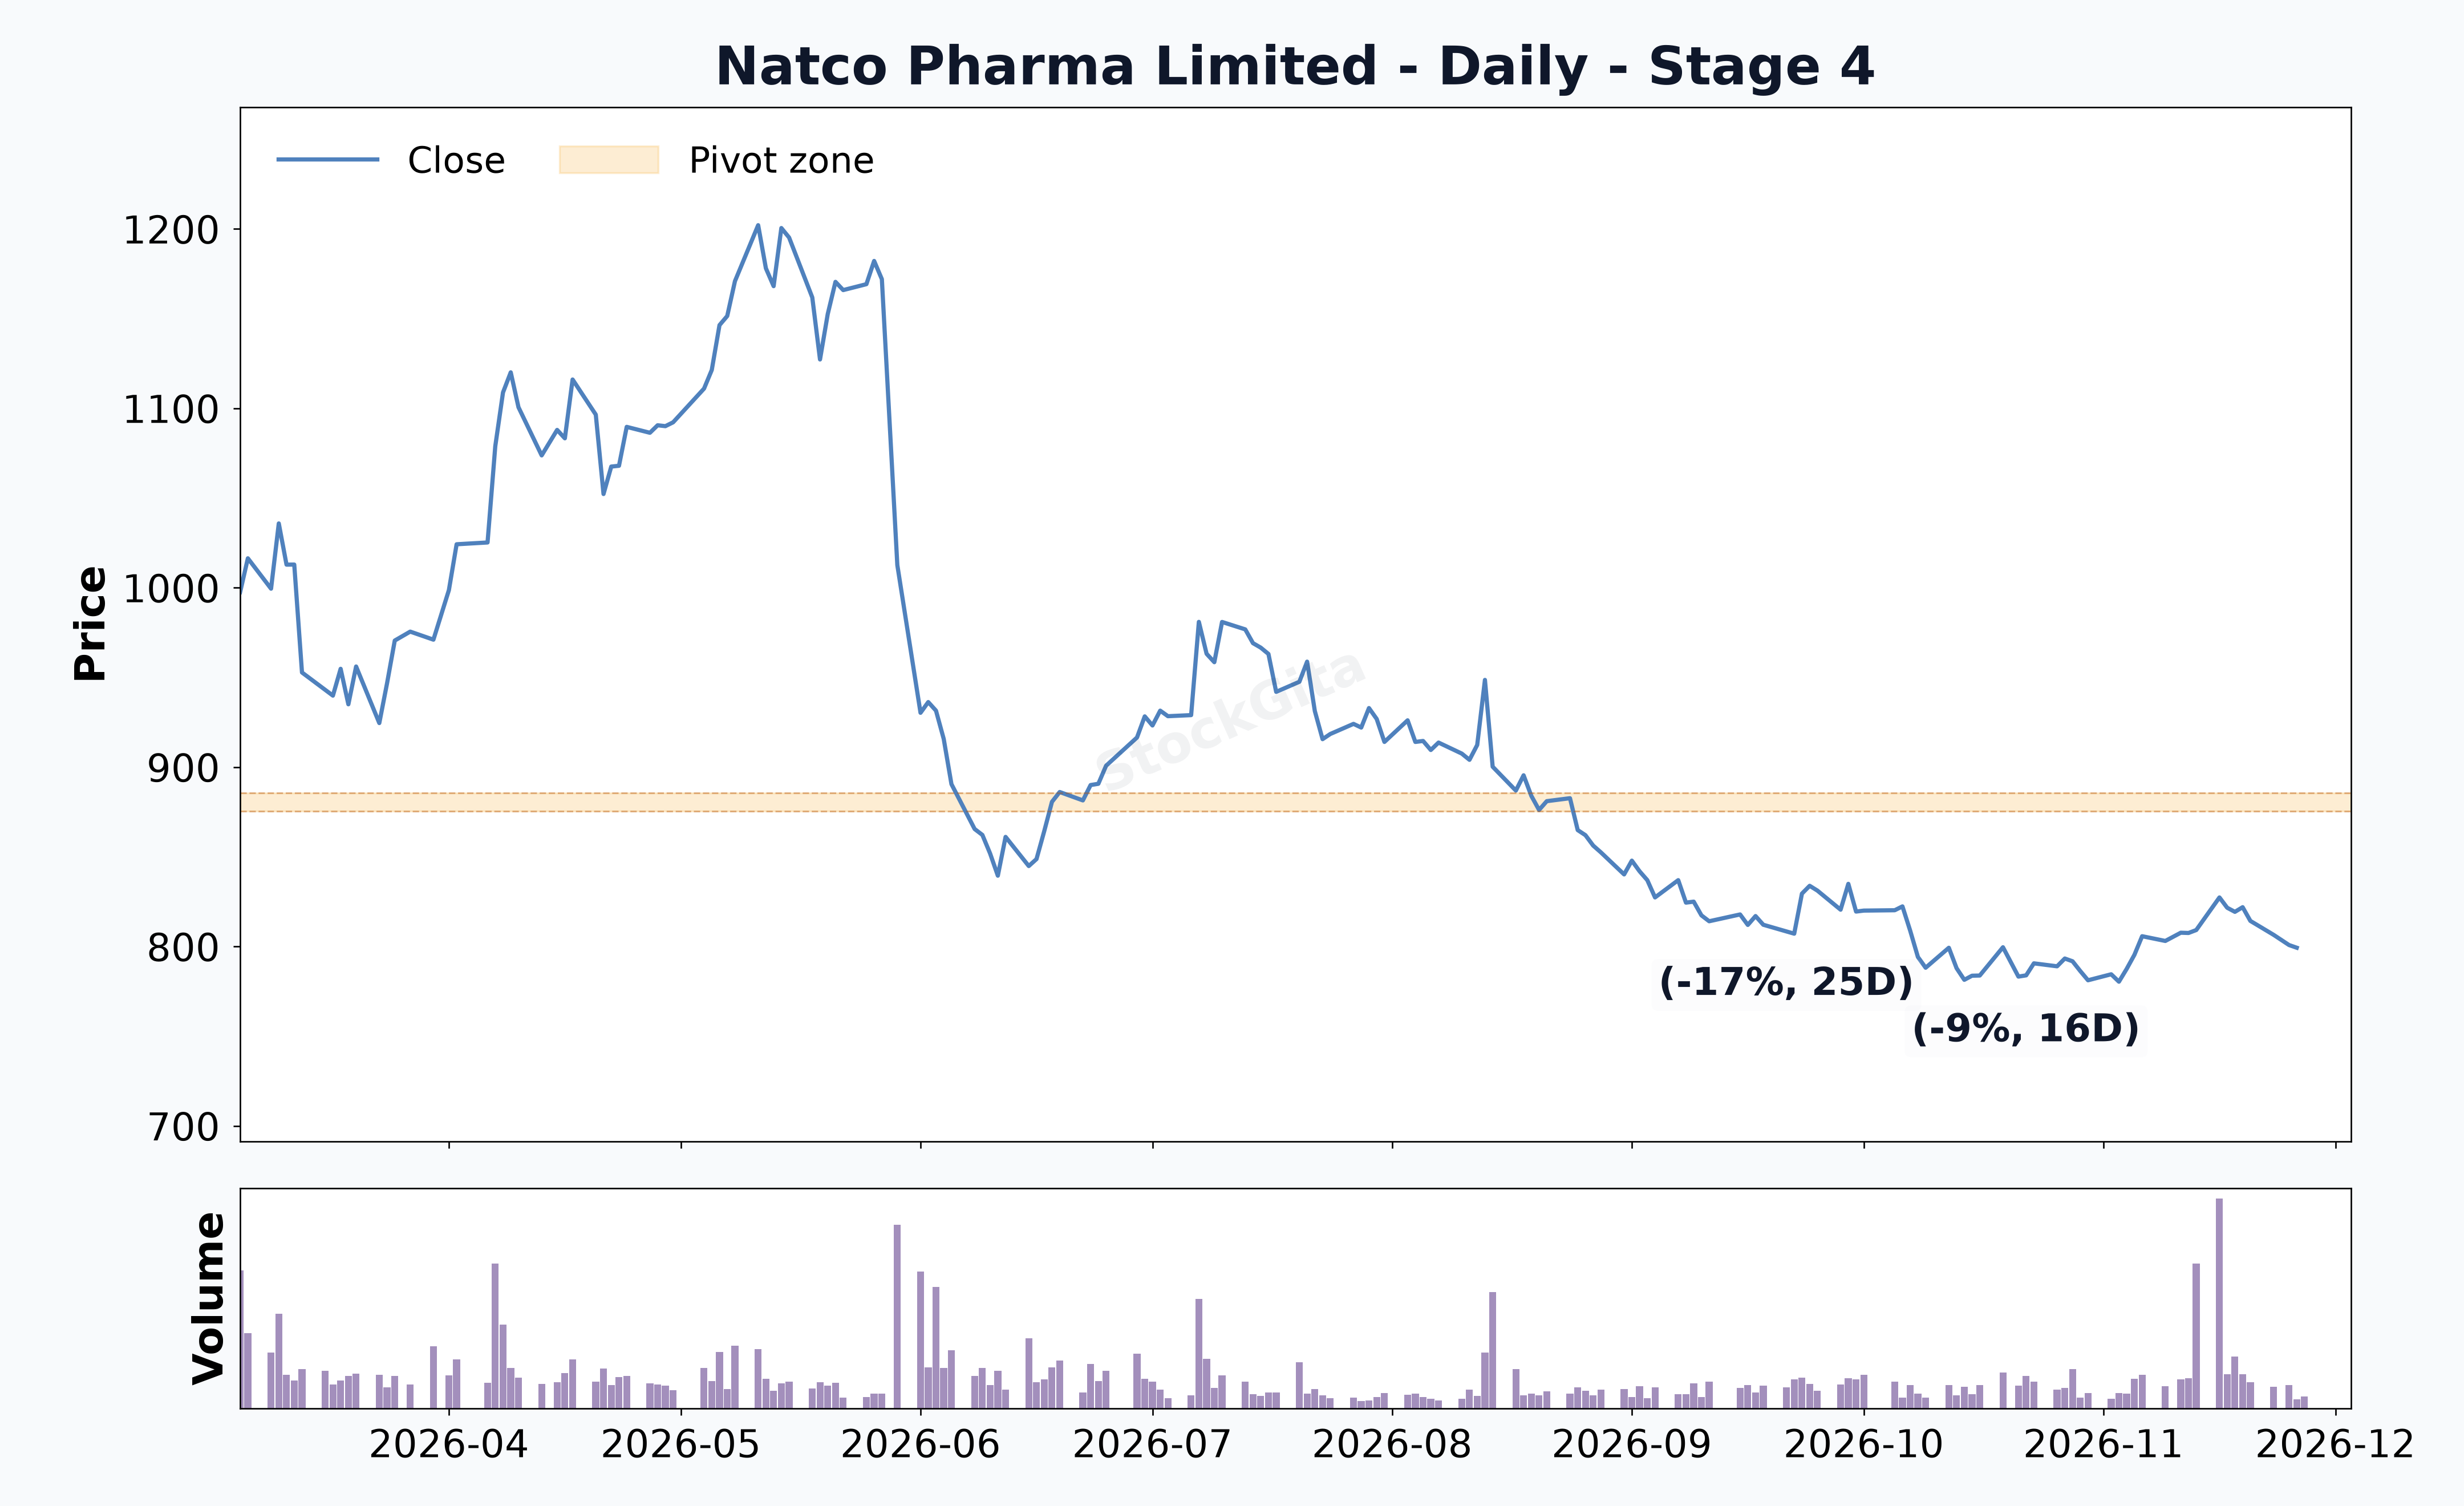 Natco Pharma Limited - Daily - Stage 4
Close
Pivot zone
Price
1200
1100
1000
900
800
700
StockGita
(-17%, 25D)
(-9%, 16D)
Volume
2026-04
2026-05
2026-06
2026-07
2026-08
2026-09
2026-10
2026-11
2026-12